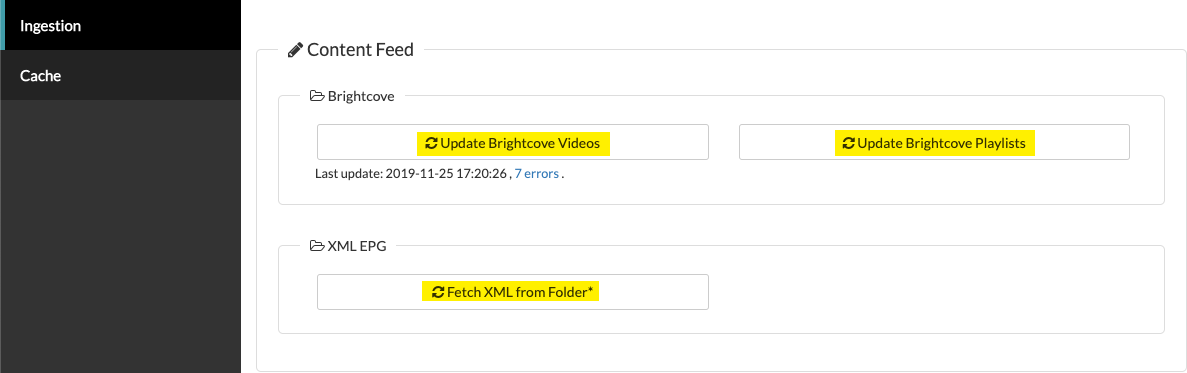 Ingestion
Cache
Content Feed
Brightcove
Update Brightcove Videos
Update Brightcove Playlists
Last update: 2019-11-25 17:20:26 , 7 errors .
XML EPG
Fetch XML from Folder*